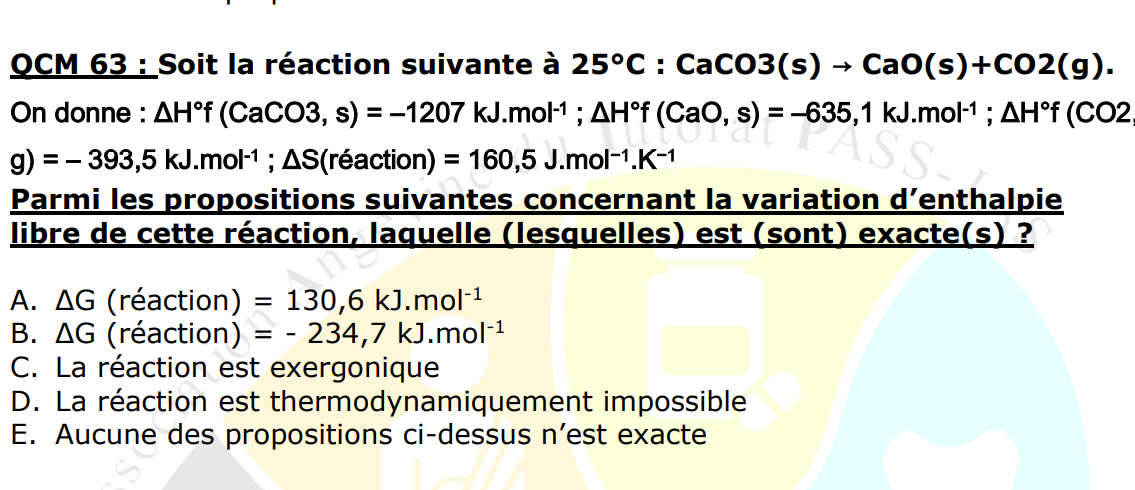 QCM 63 : Soit la réaction suivante à 25°C : CaCO3(s) → CaO(s)+CO2(g).
On donne : ΔH°f (CaCO3, s) = –1207 kJ.mol-¹ ; ΔH°f (CaO, s) = –635,1 kJ.mol-¹ ; ΔH°f (CO2,
g) = – 393,5 kJ.mol-¹ ; ΔS(réaction) = 160,5 J.mol⁻¹.K⁻¹
Parmi les propositions suivantes concernant la variation d’enthalpie
libre de cette réaction, laquelle (lesquelles) est (sont) exacte(s) ?
A. ΔG (réaction) = 130,6 kJ.mol⁻¹
B. ΔG (réaction) = - 234,7 kJ.mol⁻¹
C. La réaction est exergonique
D. La réaction est thermodynamiquement impossible
E. Aucune des propositions ci-dessus n’est exacte